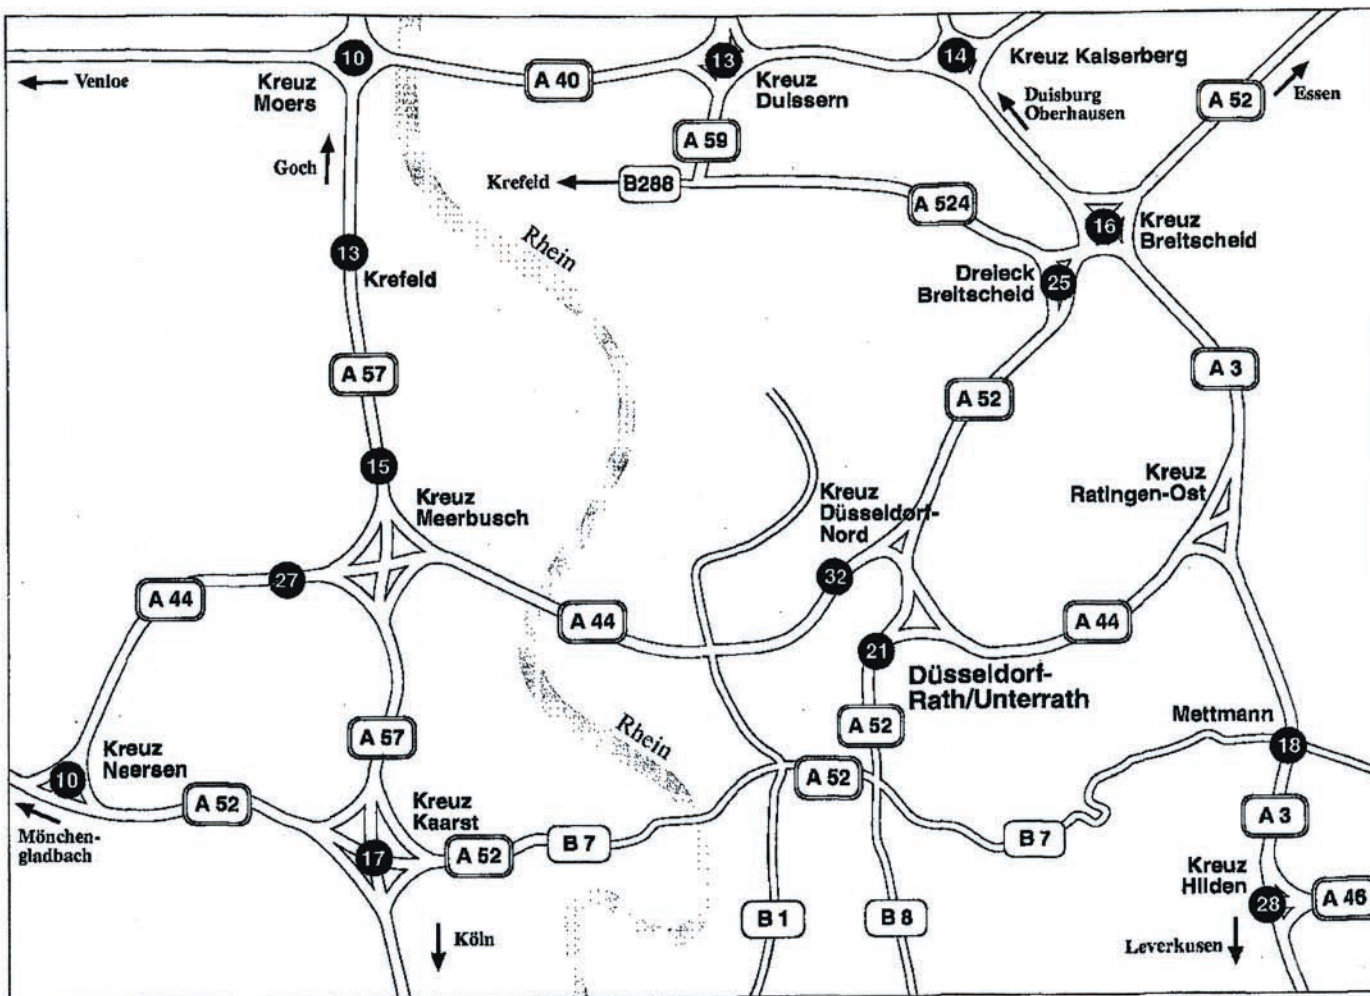 10
13
14
Kreuz Kaiserberg
Venloe
Kreuz
Moers
A 40
Kreuz
Duissern
Duisburg
Oberhausen
A 52
Essen
A 59
Goch
Krefeld
B288
A 524
16
Kreuz
Breitscheid
Rhein
13
Krefeld
Dreieck
Breitscheid
25
A 57
A 52
A 3
15
Kreuz
Meerbusch
Kreuz
Düsseldorf-
Nord
Kreuz
Ratingen-Ost
27
32
A 44
A 44
A 44
21
Düsseldorf-
Rath/Unterrath
Rhein
A 57
A 52
Mettmann
18
Kreuz
Neersen
10
A 52
A 52
Kreuz
Kaarst
A 3
Mönchen-
gladbach
17
A 52
B 7
B 7
Kreuz
Hilden
28
A 46
B 1
B 8
Köln
Leverkusen